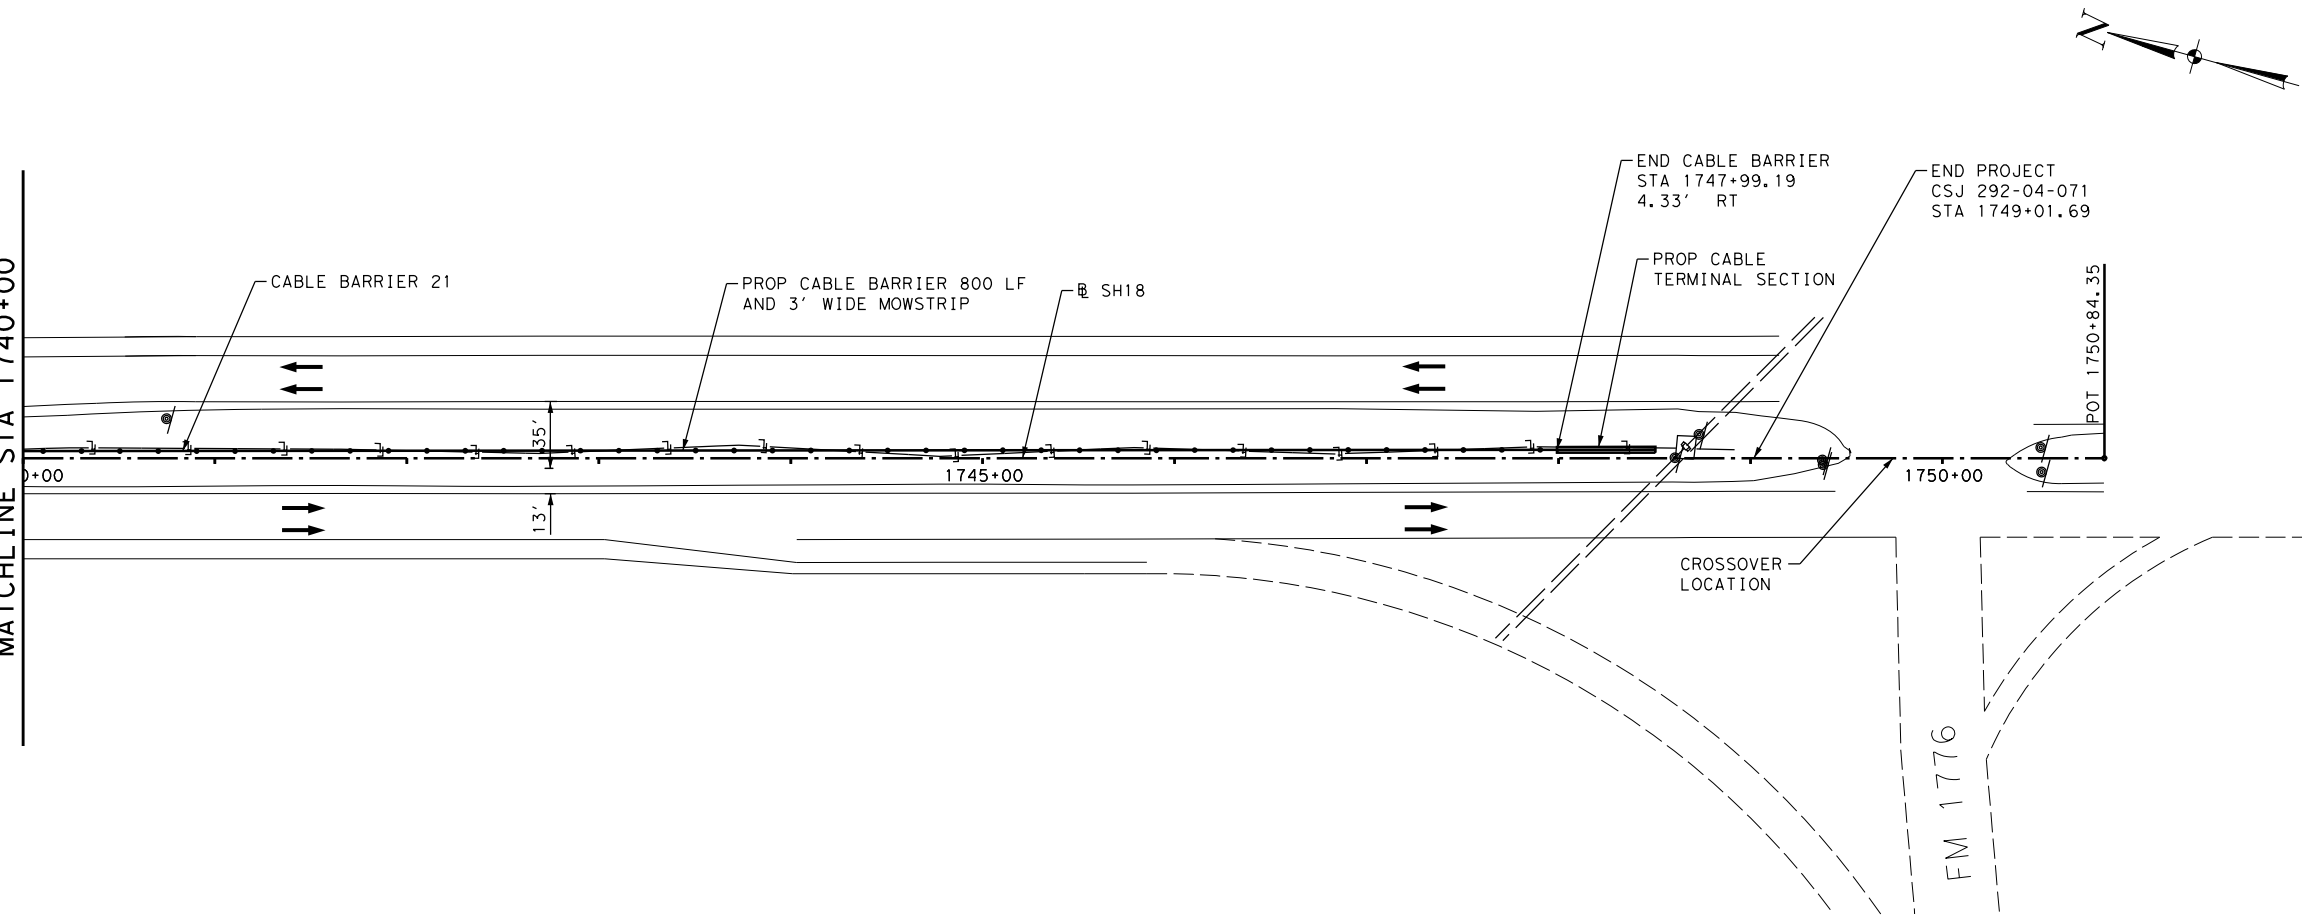 N
END CABLE BARRIER
STA 1747+99.19
4.33' RT
END PROJECT
CSJ 292-04-071
STA 1749+01.69
PROP CABLE
TERMINAL SECTION
CABLE BARRIER 21
PROP CABLE BARRIER 800 LF
AND 3' WIDE MOWSTRIP
BL SH18
MATCHLINE STA 1740+00
POT 1750+84.35
35'
0+00
1745+00
1750+00
13'
CROSSOVER
LOCATION
FM 1776